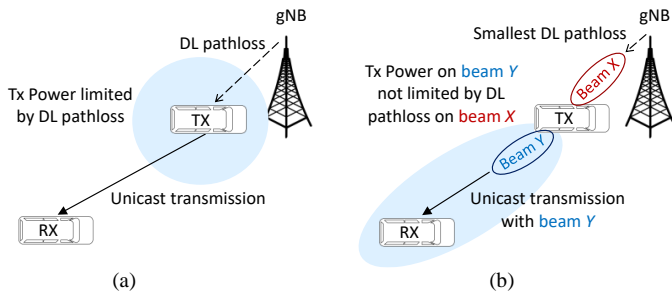 gNB
DL pathloss
Tx Power limited
by DL pathloss
TX
Unicast transmission
RX
(a)
gNB
Smallest DL pathloss
Beam X
Tx Power on beam Y
not limited by DL
pathloss on beam X
TX
Beam Y
Unicast transmission
with beam Y
RX
(b)